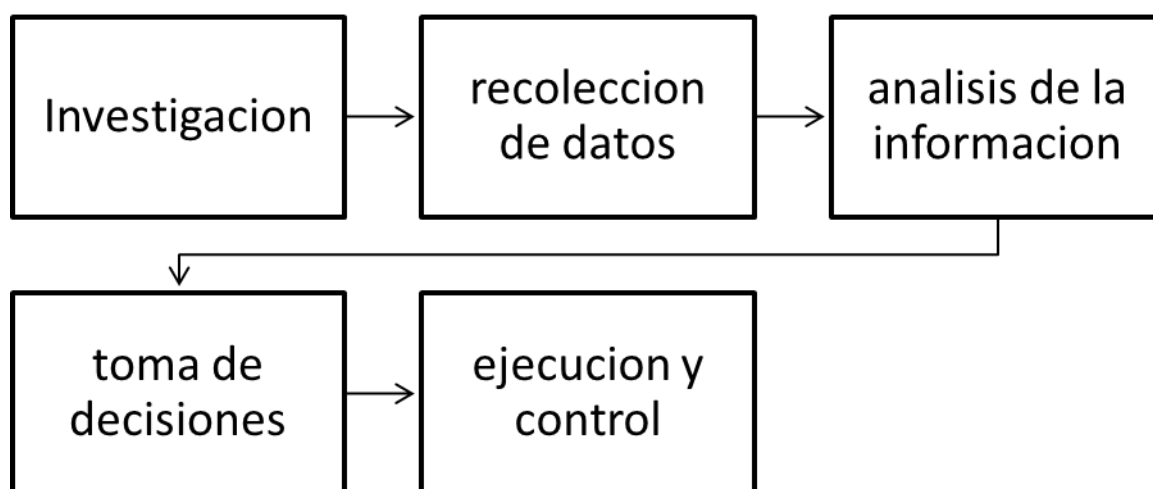 Investigacion
recoleccion
de datos
analisis de la
informacion
toma de
decisiones
ejecucion y
control